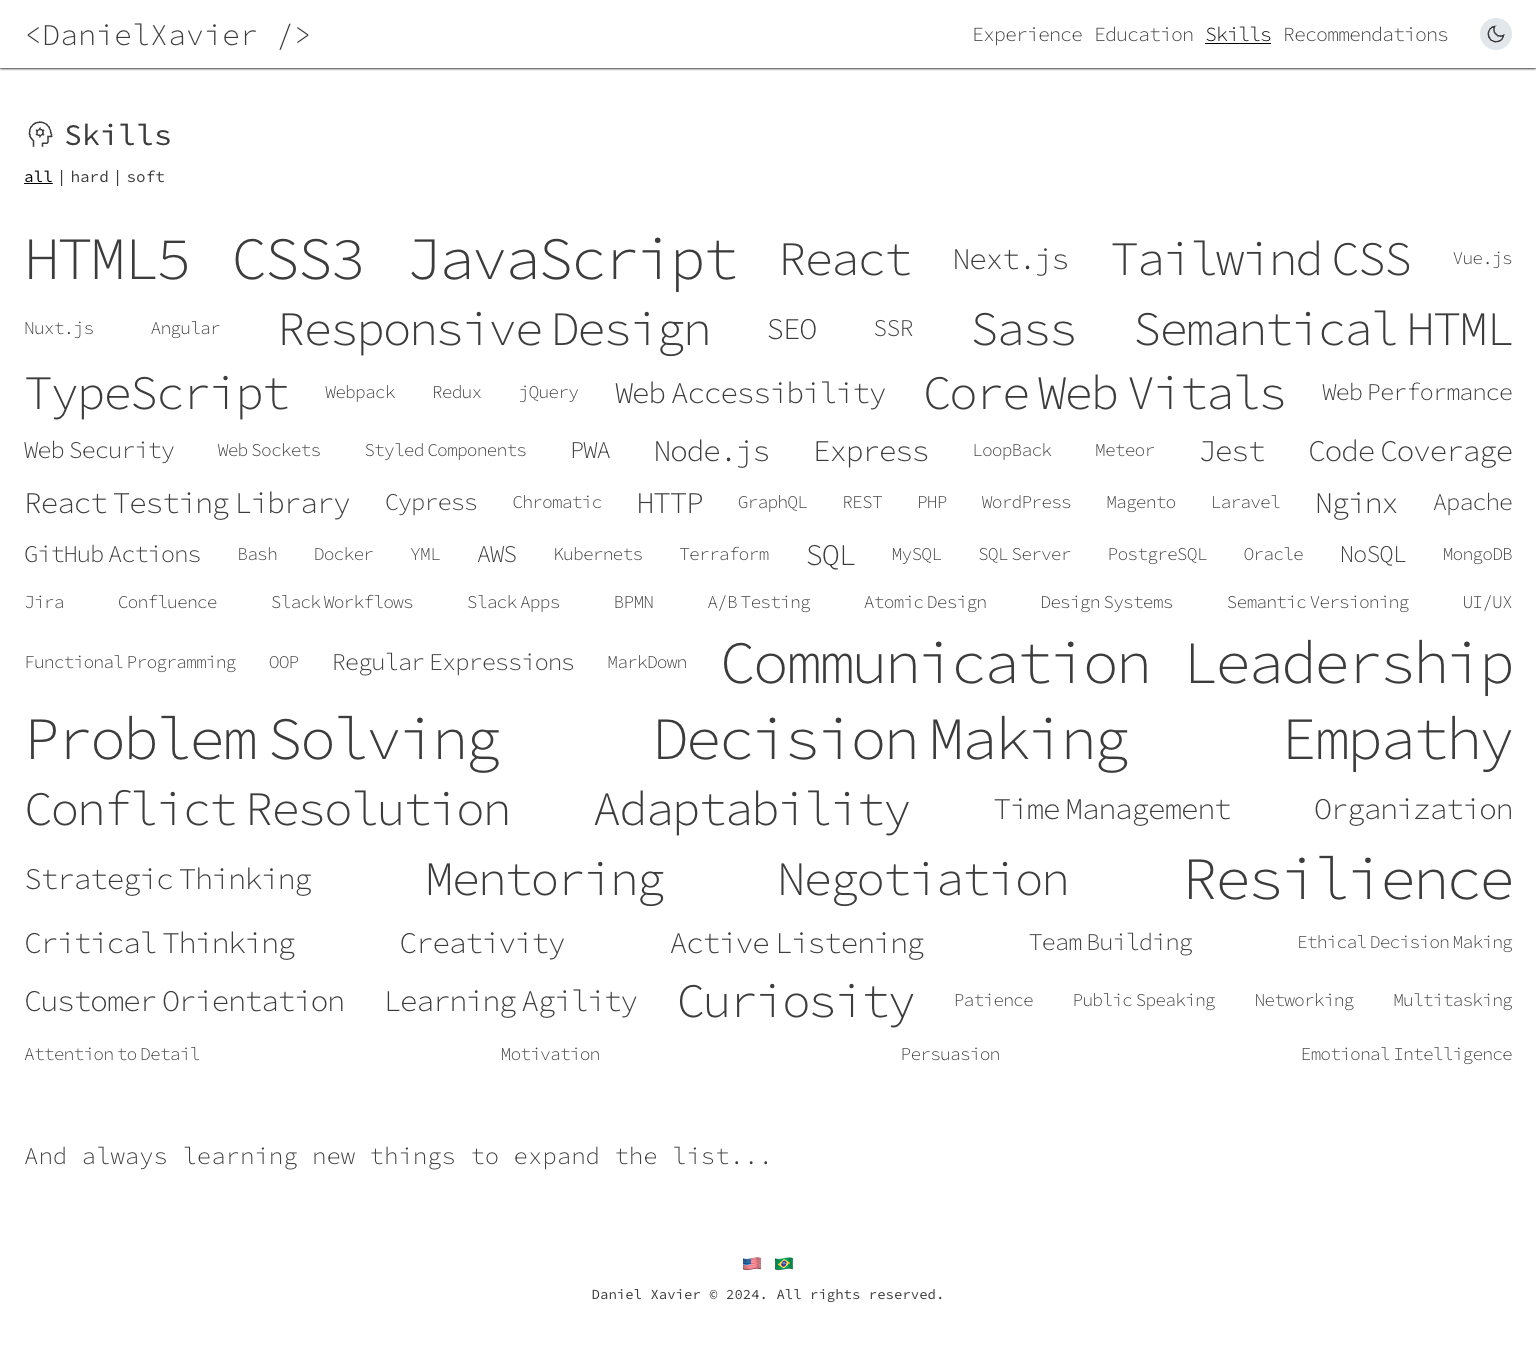 <DanielXavier />
Experience Education Skills Recommendations
Skills
all | hard | soft
HTML5 CSS3 JavaScript React Next.js Tailwind CSS Vue.js
Nuxt.js Angular Responsive Design SEO SSR Sass Semantical HTML
TypeScript Webpack Redux jQuery Web Accessibility Core Web Vitals Web Performance
Web Security Web Sockets Styled Components PWA Node.js Express LoopBack Meteor Jest Code Coverage
React Testing Library Cypress Chromatic HTTP GraphQL REST PHP WordPress Magento Laravel Nginx Apache
GitHub Actions Bash Docker YML AWS Kubernets Terraform SQL MySQL SQL Server PostgreSQL Oracle NoSQL MongoDB
Jira Confluence Slack Workflows Slack Apps BPMN A/B Testing Atomic Design Design Systems Semantic Versioning UI/UX
Functional Programming OOP Regular Expressions MarkDown Communication Leadership
Problem Solving Decision Making Empathy
Conflict Resolution Adaptability Time Management Organization
Strategic Thinking Mentoring Negotiation Resilience
Critical Thinking Creativity Active Listening Team Building Ethical Decision Making
Customer Orientation Learning Agility Curiosity Patience Public Speaking Networking Multitasking
Attention to Detail Motivation Persuasion Emotional Intelligence
And always learning new things to expand the list...
Daniel Xavier © 2024. All rights reserved.